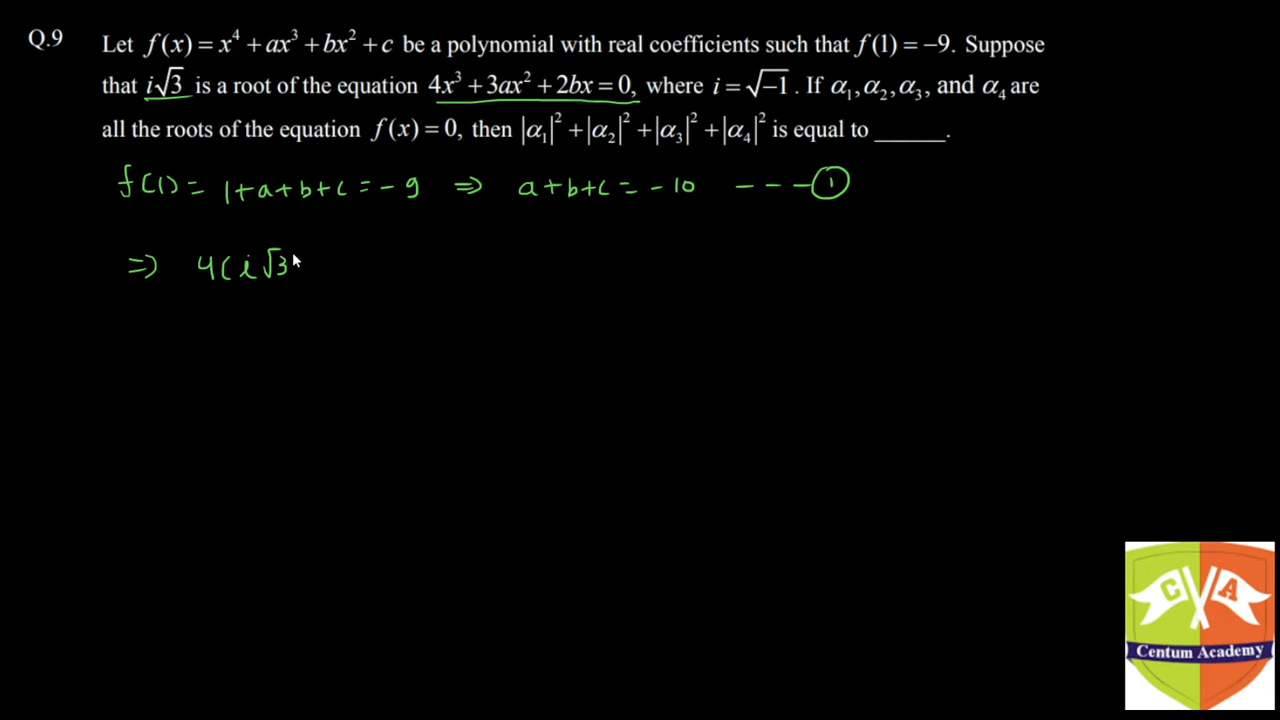 Q.9 Let f(x) = x⁴ + ax³ + bx² + c be a polynomial with real coefficients such that f(1) = −9. Suppose
that i√3 is a root of the equation 4x³ + 3ax² + 2bx = 0, where i = √−1. If α₁, α₂, α₃, and α₄ are
all the roots of the equation f(x) = 0, then |α₁|² + |α₂|² + |α₃|² + |α₄|² is equal to ______.
f(1) = 1+a+b+c = -9 ⇒ a+b+c = -10 --- ①
⇒ 4(i√3
C A
Centum Academy